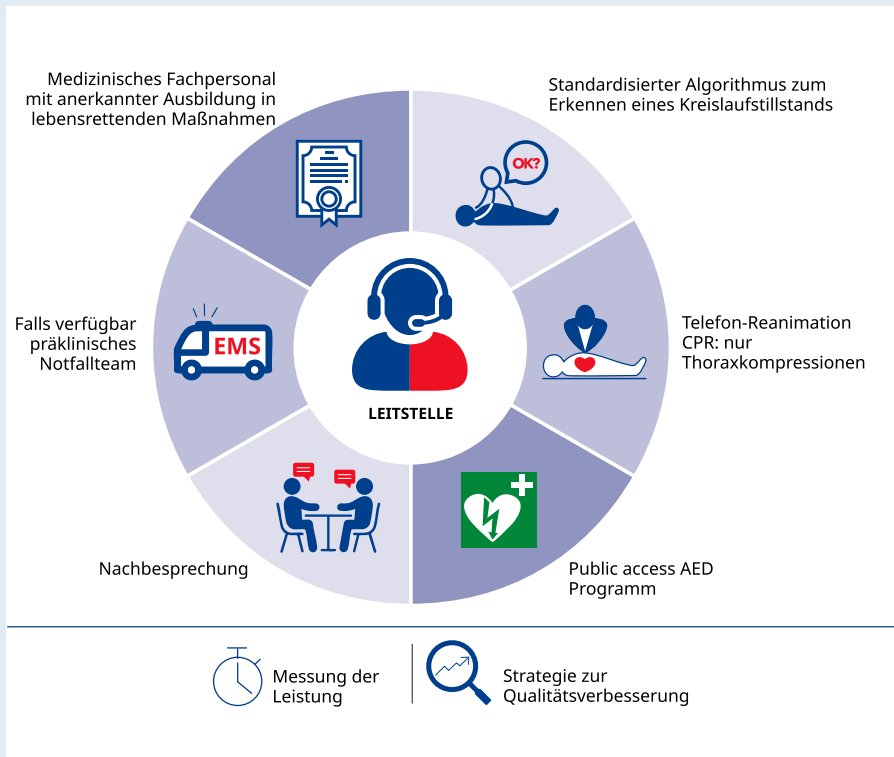 Medizinisches Fachpersonal
mit anerkannter Ausbildung in
lebensrettenden Maßnahmen
Standardisierter Algorithmus zum
Erkennen eines Kreislaufstillstands
OK?
Falls verfügbar
präklinisches
Notfallteam
EMS
Telefon-Reanimation
CPR: nur
Thoraxkompressionen
LEITSTELLE
Nachbesprechung
Public access AED
Programm
Messung der
Leistung
Strategie zur
Qualitätsverbesserung